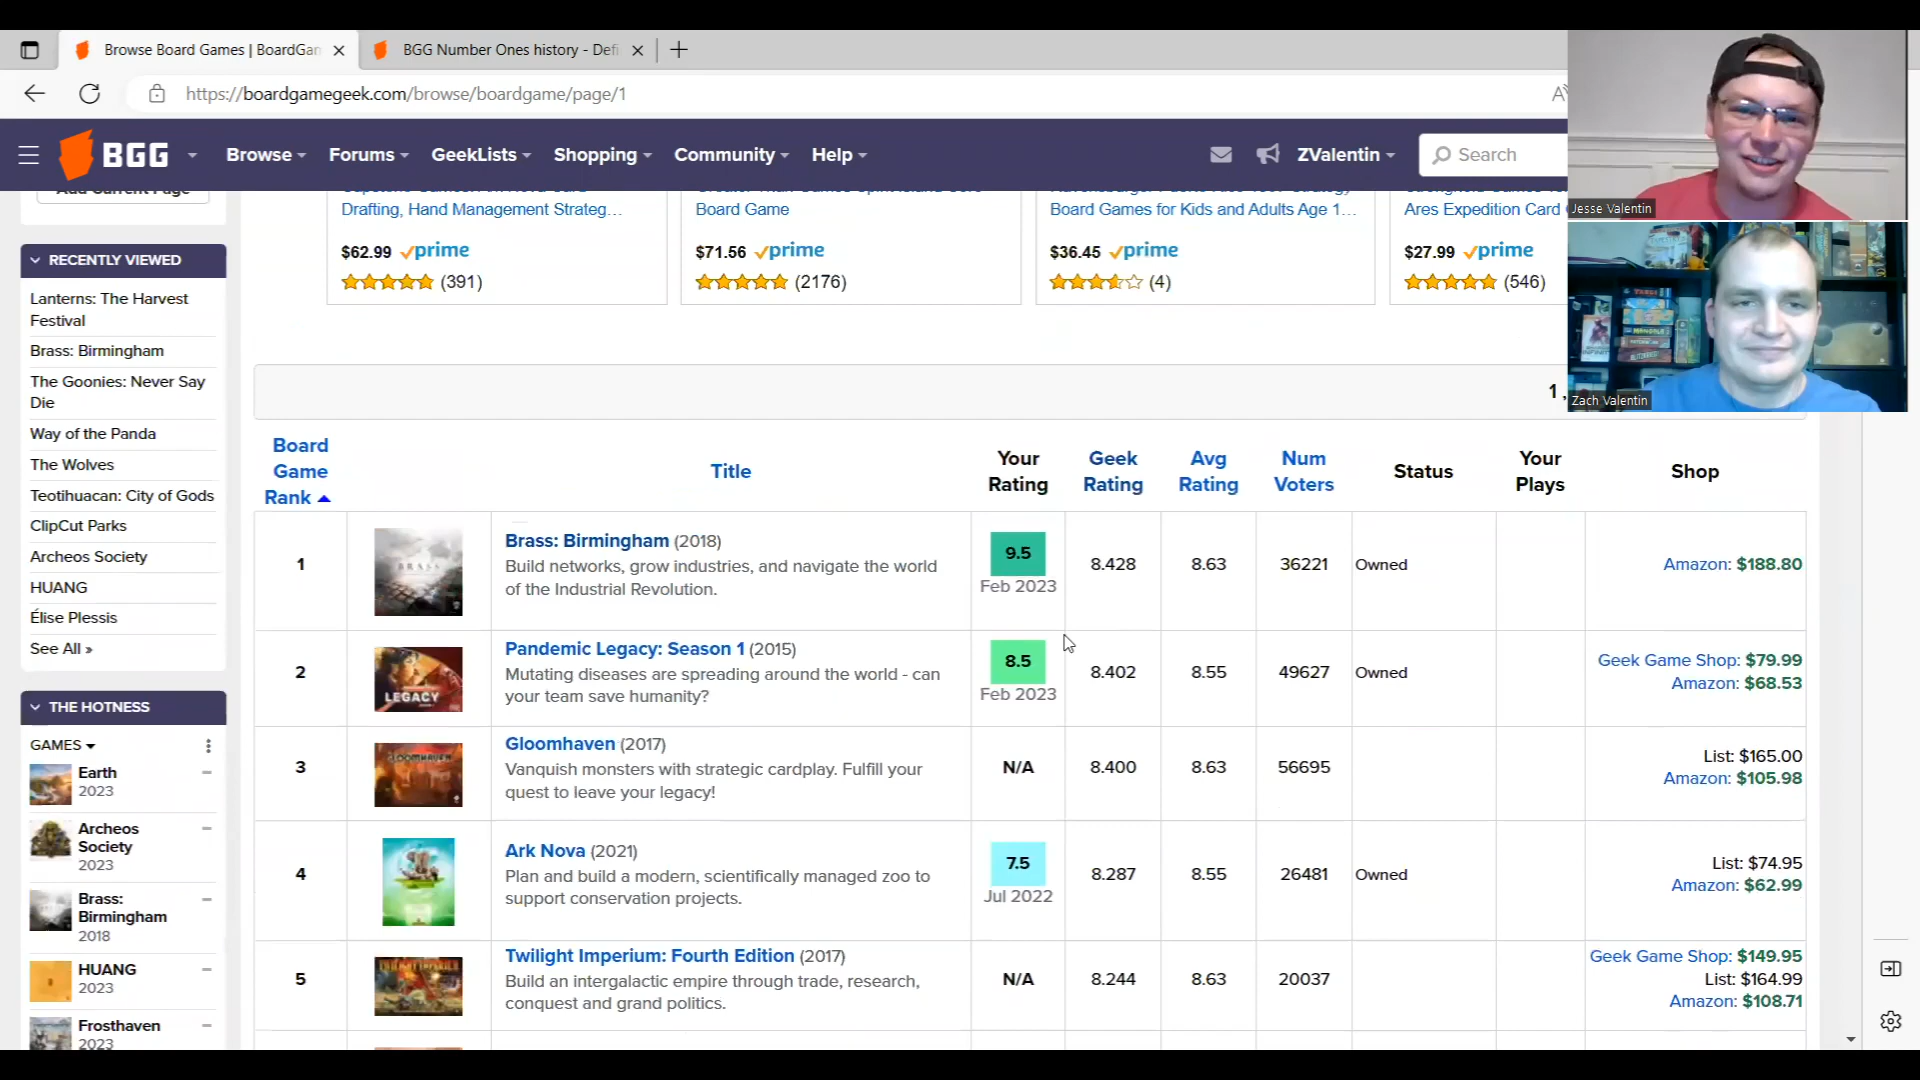 Browse Board Games | BoardGan
BGG Number Ones history - Defi
https://boardgamegeek.com/browse/boardgame/page/1
BGG
Browse
Forums
GeekLists
Shopping
Community
Help
ZValentin
Search
Jesse Valentin
Zach Valentin
Add Current Page
RECENTLY VIEWED
Lanterns: The Harvest
Festival
Brass: Birmingham
The Goonies: Never Say
Die
Way of the Panda
The Wolves
Teotihuacan: City of Gods
ClipCut Parks
Archeos Society
HUANG
Élise Plessis
See All »
THE HOTNESS
GAMES
Earth
2023
Archeos
Society
2023
Brass:
Birmingham
2018
HUANG
2023
Frosthaven
2023
Drafting, Hand Management Strateg...
$62.99 prime
(391)
Board Game
$71.56 prime
(2176)
Board Games for Kids and Adults Age 1...
$36.45 prime
(4)
Ares Expedition Card
$27.99 prime
(546)
1 ,
Board
Game
Rank
Title
Your
Rating
Geek
Rating
Avg
Rating
Num
Voters
Status
Your
Plays
Shop
1
BRASS
Brass: Birmingham (2018)
Build networks, grow industries, and navigate the world
of the Industrial Revolution.
9.5
Feb 2023
8.428
8.63
36221
Owned
Amazon: $188.80
2
LEGACY
Pandemic Legacy: Season 1 (2015)
Mutating diseases are spreading around the world - can
your team save humanity?
8.5
Feb 2023
8.402
8.55
49627
Owned
Geek Game Shop: $79.99
Amazon: $68.53
3
GLOOMHAVEN
Gloomhaven (2017)
Vanquish monsters with strategic cardplay. Fulfill your
quest to leave your legacy!
N/A
8.400
8.63
56695
List: $165.00
Amazon: $105.98
4
Ark Nova (2021)
Plan and build a modern, scientifically managed zoo to
support conservation projects.
7.5
Jul 2022
8.287
8.55
26481
Owned
List: $74.95
Amazon: $62.99
5
Twilight Imperium: Fourth Edition (2017)
Build an intergalactic empire through trade, research,
conquest and grand politics.
N/A
8.244
8.63
20037
Geek Game Shop: $149.95
List: $164.99
Amazon: $108.71